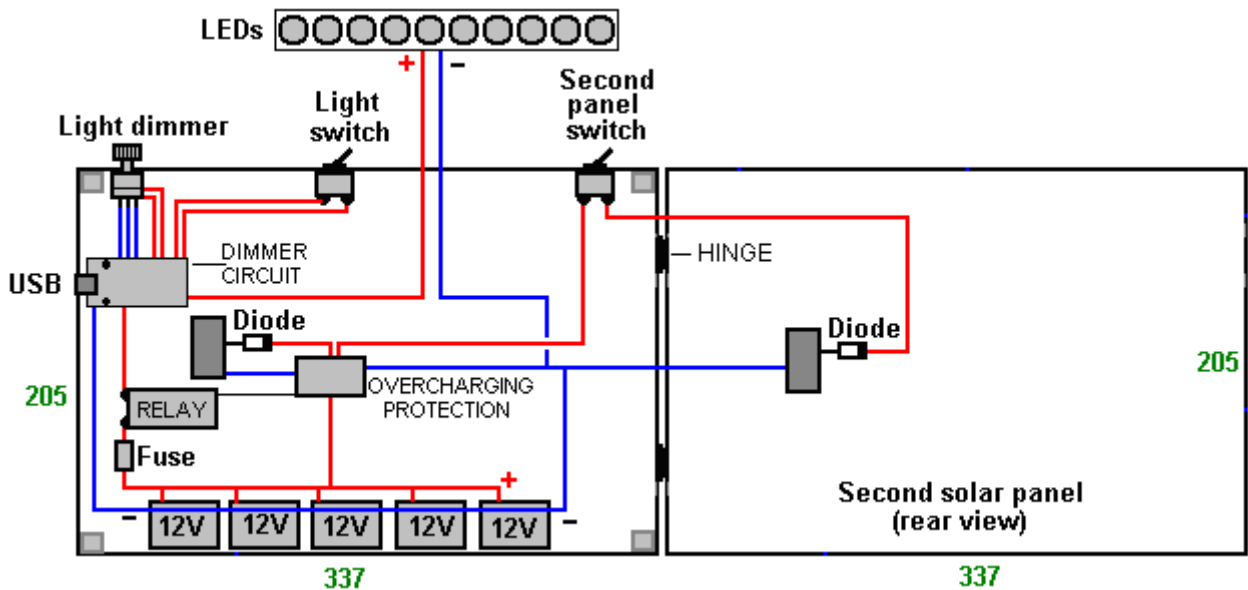 LEDs
+ -
Second
panel
switch
Light
switch
Light dimmer
DIMMER
CIRCUIT
HINGE
USB
Diode
Diode
OVERCHARGING
PROTECTION
205
205
RELAY
Fuse
+
- 12V 12V 12V 12V 12V -
Second solar panel
(rear view)
337
337